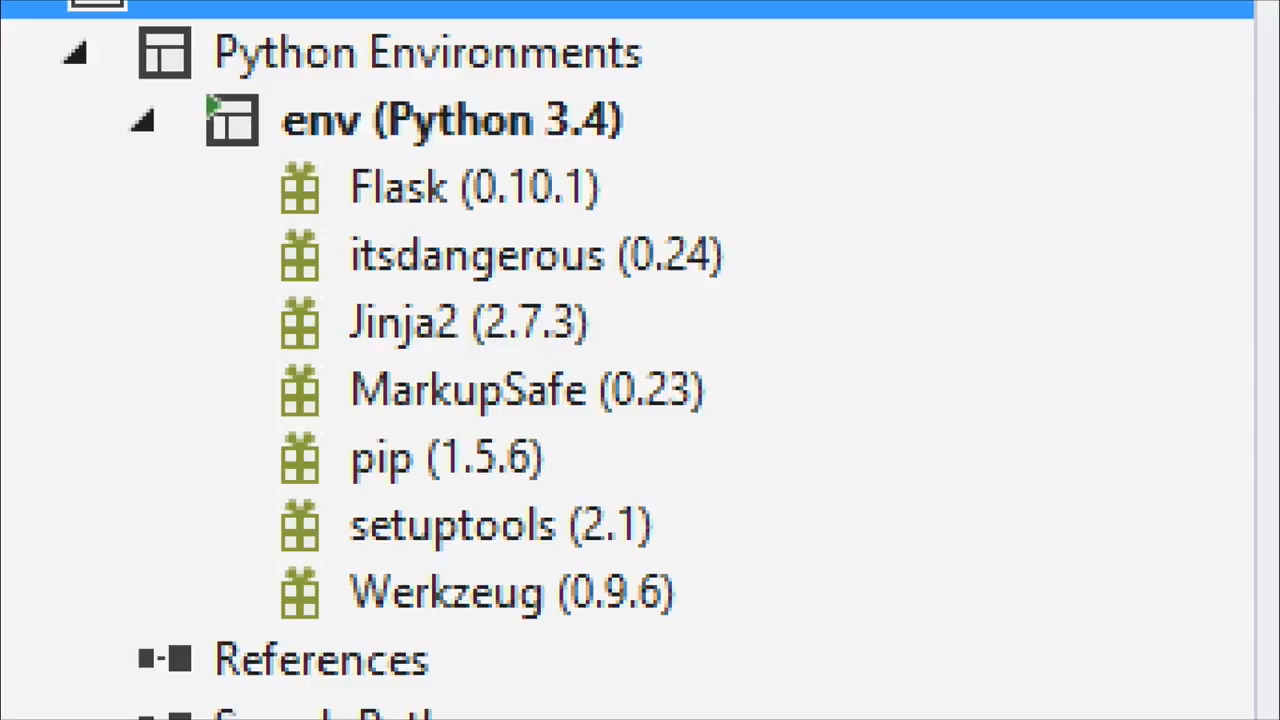 Python Environments
env (Python 3.4)
Flask (0.10.1)
itsdangerous (0.24)
Jinja2 (2.7.3)
MarkupSafe (0.23)
pip (1.5.6)
setuptools (2.1)
Werkzeug (0.9.6)
References